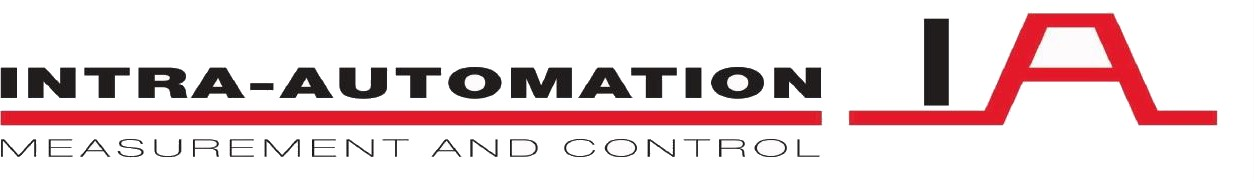 INTRA-AUTOMATION
MEASUREMENT AND CONTROL
IA